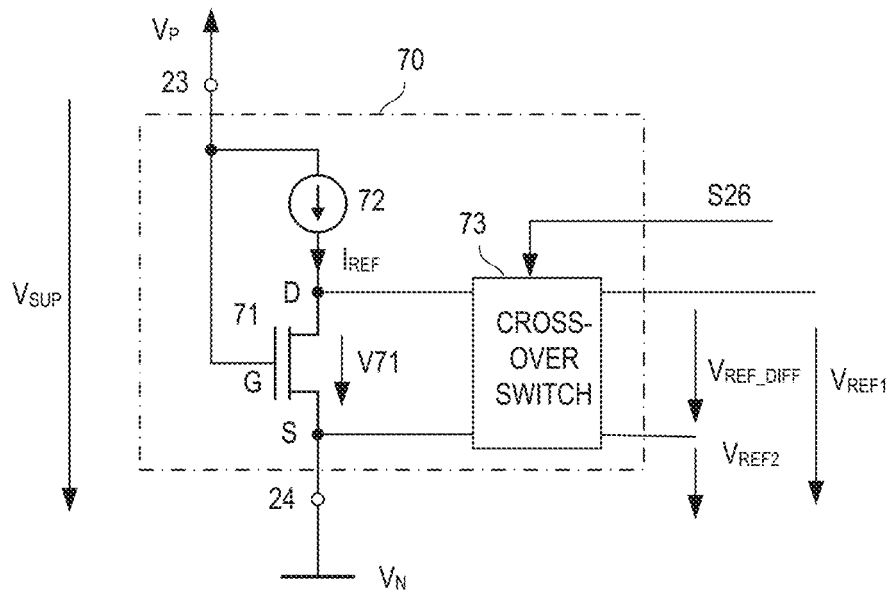 VP
23
70
72
S26
73
IREF
D
VSUP
71
CROSS-
OVER
SWITCH
V71
G
VREF_DIFF
VREF1
S
VREF2
24
VN